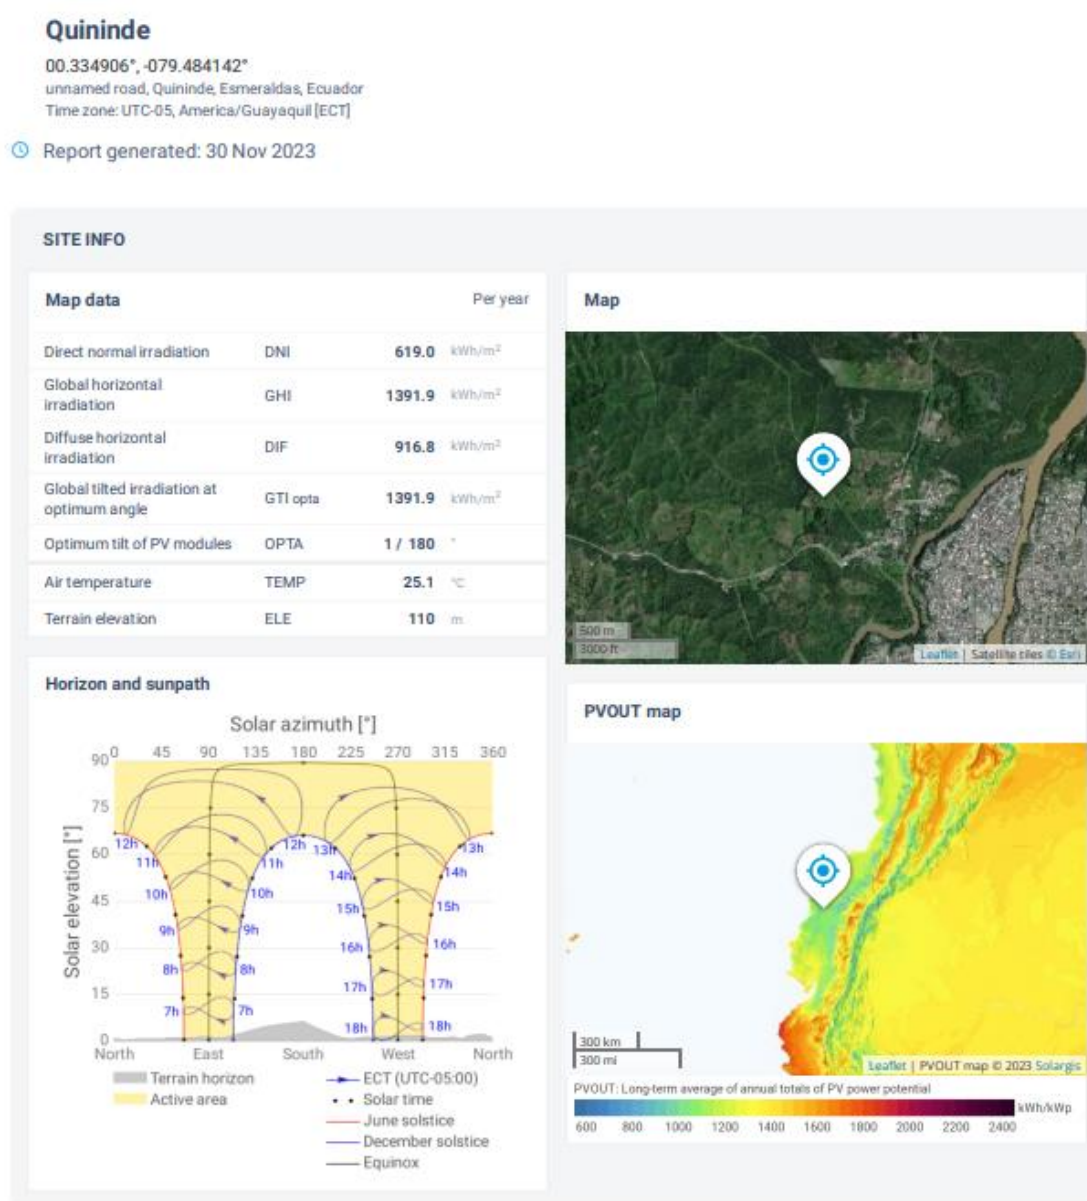 Quininde
00.334906°, -079.484142°
unnamed road, Quininde, Esmeraldas, Ecuador
Time zone: UTC-05, America/Guayaquil [ECT]
Report generated: 30 Nov 2023
SITE INFO
Map data Per year
Direct normal irradiation DNI 619.0 kWh/m²
Global horizontal
irradiation GHI 1391.9 kWh/m²
Diffuse horizontal
irradiation DIF 916.8 kWh/m²
Global tilted irradiation at
optimum angle GTI opta 1391.9 kWh/m²
Optimum tilt of PV modules OPTA 1 / 180 °
Air temperature TEMP 25.1 °C
Terrain elevation ELE 110 m
Map
500 m
3000 ft
Leaflet | Satellite tiles © Esri
Horizon and sunpath
Solar azimuth [°]
0 45 90 135 180 225 270 315 360
Solar elevation [°]
90
75
60
45
30
15
0
12h 12h 13h 13h
11h 11h 14h 14h
10h 10h 15h 15h
9h 9h 16h 16h
8h 8h 17h 17h
7h 7h 18h 18h
North East South West North
Terrain horizon
Active area
ECT (UTC-05:00)
Solar time
June solstice
December solstice
Equinox
PVOUT map
300 km
300 mi
Leaflet | PVOUT map © 2023 Solargis
PVOUT: Long-term average of annual totals of PV power potential
kWh/kWp
600 800 1000 1200 1400 1600 1800 2000 2200 2400